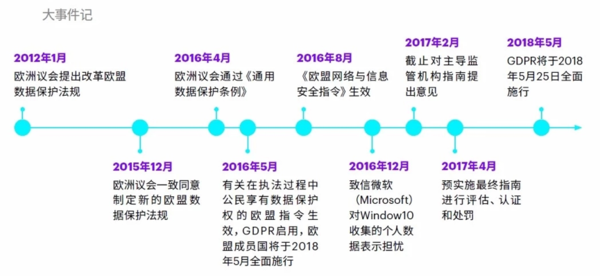 大事件记
2012年1月
欧洲议会提出改革欧盟
数据保护法规
2016年4月
欧洲议会通过《通用
数据保护条例》
2016年8月
《欧盟网络与信息
安全指令》生效
2017年2月
截止对主导监
管机构指南提
出意见
2018年5月
GDPR将于2018
年5月25日全面
施行
2015年12月
欧洲议会一致同意
制定新的欧盟数
据保护法规
2016年5月
有关在执法过程中
公民享有数据保护
权的欧盟指令生
效，GDPR启用，欧
盟成员国将于2018
年5月全面施行
2016年12月
致信微软
（Microsoft）
对Window10
收集的个人数
据表示担忧
2017年4月
预实施最终指南
进行评估、认证
和处罚